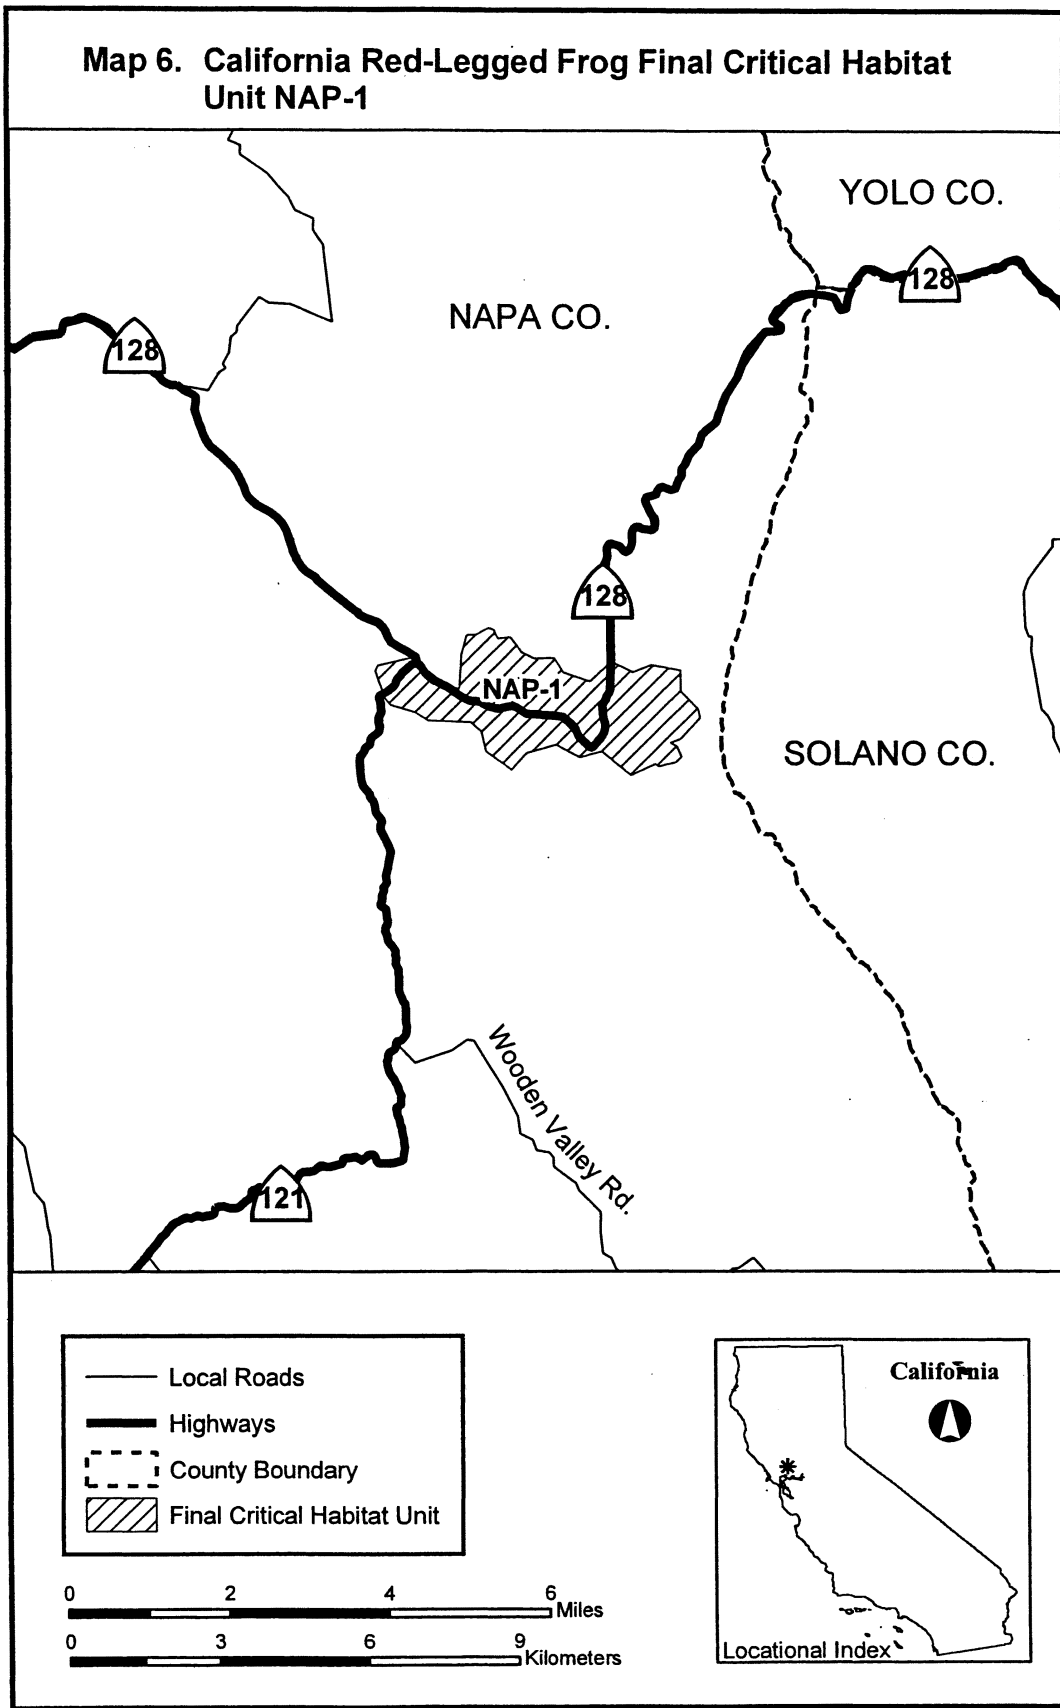 Map 6. California Red-Legged Frog Final Critical Habitat
Unit NAP-1
YOLO CO.
128
NAPA CO.
128
128
NAP-1
SOLANO CO.
Wooden Valley Rd.
121
Local Roads
Highways
County Boundary
Final Critical Habitat Unit
0 2 4 6
Miles
0 3 6 9
Kilometers
California
Locational Index